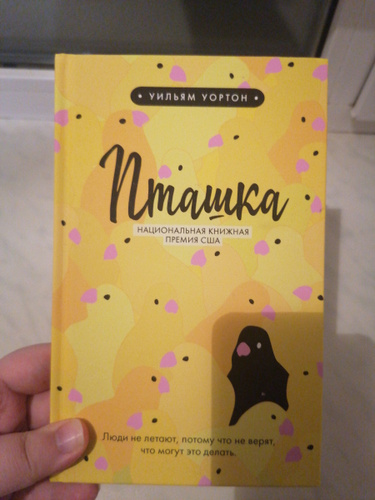 • УИЛЬЯМ УОРТОН •
Пташка
НАЦИОНАЛЬНАЯ КНИЖНАЯ
ПРЕМИЯ США
Люди не летают, потому что не верят,
что могут это делать.